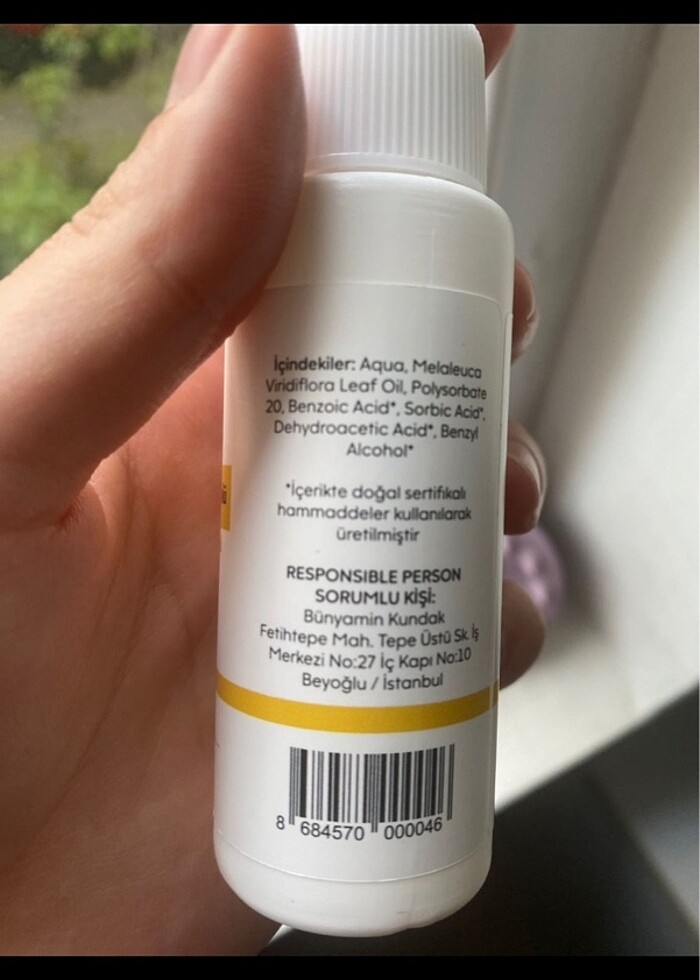 İçindekiler: Aqua, Melaleuca
Viridiflora Leaf Oil, Polysorbate
20, Benzoic Acid*, Sorbic Acid*,
Dehydroacetic Acid*, Benzyl
Alcohol*
*İçerikte doğal sertifikalı
hammaddeler kullanılarak
üretilmiştir
RESPONSIBLE PERSON
SORUMLU KİŞİ:
Bünyamin Kundak
Fetihtepe Mah. Tepe Üstü Sk. İş
Merkezi No:27 İç Kapı No:10
Beyoğlu / İstanbul
8 684570 000046